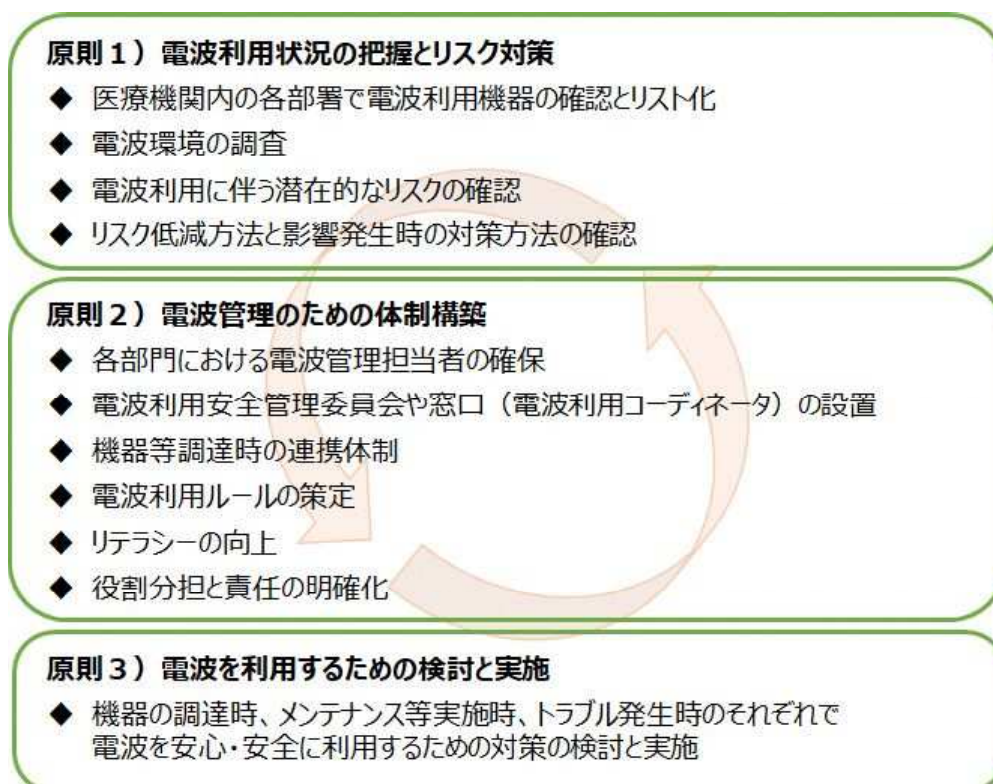 原則１）電波利用状況の把握とリスク対策
◆ 医療機関内の各部署で電波利用機器の確認とリスト化
◆ 電波環境の調査
◆ 電波利用に伴う潜在的なリスクの確認
◆ リスク低減方法と影響発生時の対策方法の確認
原則２）電波管理のための体制構築
◆ 各部門における電波管理担当者の確保
◆ 電波利用安全管理委員会や窓口（電波利用コーディネータ）の設置
◆ 機器等調達時の連携体制
◆ 電波利用ルールの策定
◆ リテラシーの向上
◆ 役割分担と責任の明確化
原則３）電波を利用するための検討と実施
◆ 機器の調達時、メンテナンス等実施時、トラブル発生時のそれぞれで
電波を安心・安全に利用するための対策の検討と実施